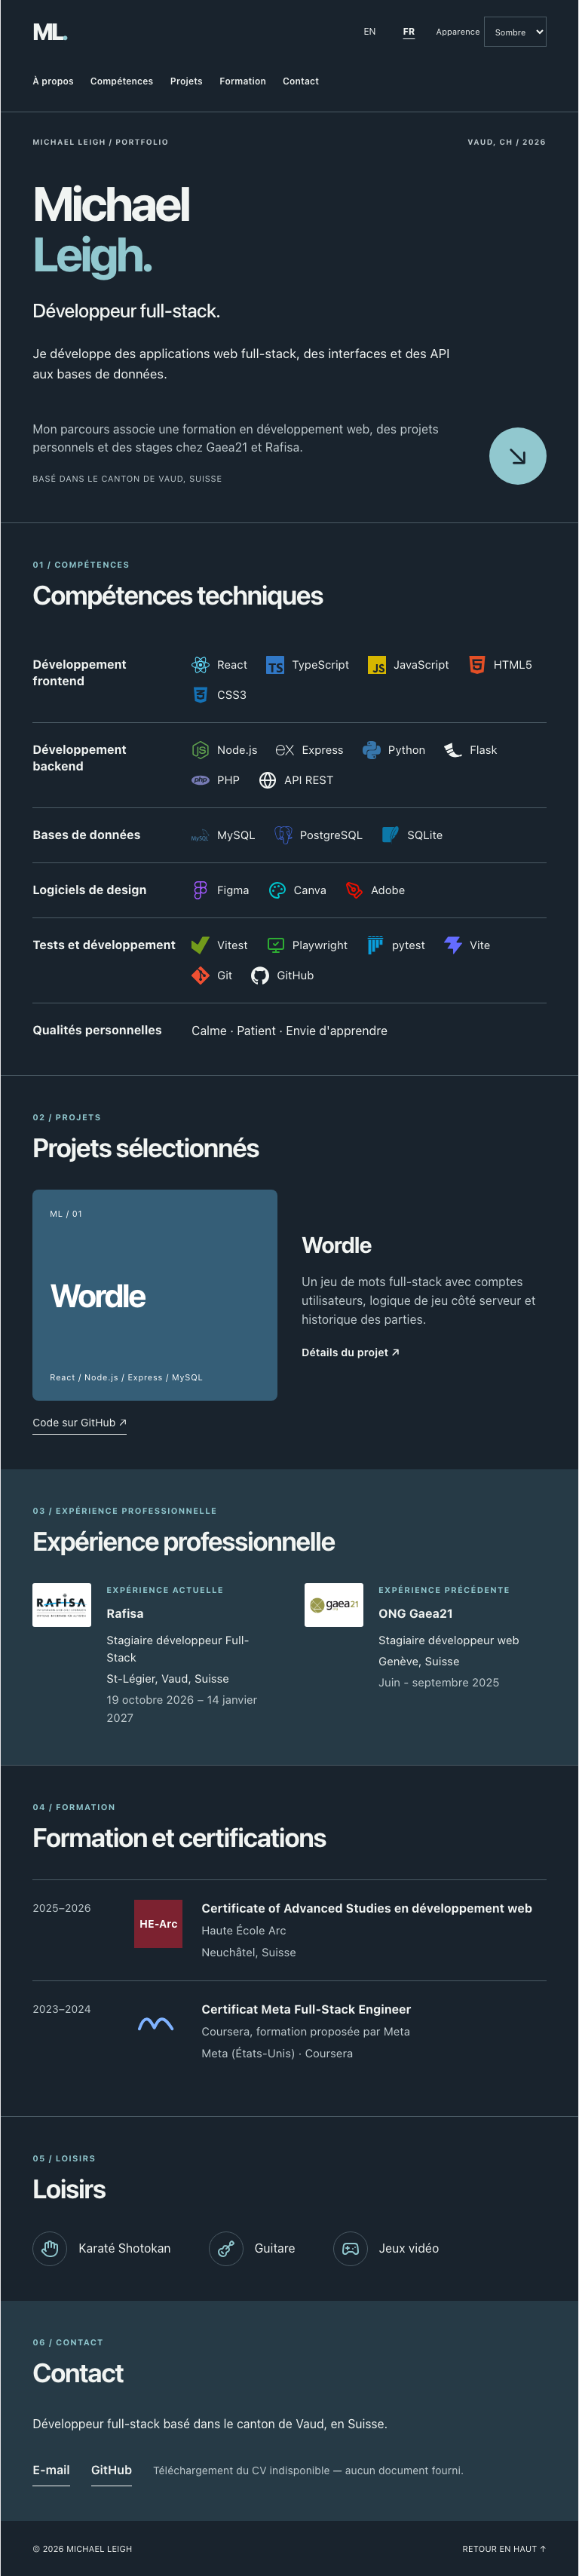 ML.
EN FR Apparence Sombre
À propos Compétences Projets Formation Contact
MICHAEL LEIGH / PORTFOLIO
VAUD, CH / 2026
Michael
Leigh.
Développeur full-stack.
Je développe des applications web full-stack, des interfaces et des API
aux bases de données.
Mon parcours associe une formation en développement web, des projets
personnels et des stages chez Gaea21 et Rafisa.
BASÉ DANS LE CANTON DE VAUD, SUISSE
01 / COMPÉTENCES
Compétences techniques
Développement
frontend
React TypeScript JavaScript HTML5
CSS3
Développement
backend
Node.js Express Python Flask
PHP API REST
Bases de données
MySQL PostgreSQL SQLite
Logiciels de design
Figma Canva Adobe
Tests et développement
Vitest Playwright pytest Vite
Git GitHub
Qualités personnelles
Calme · Patient · Envie d'apprendre
02 / PROJETS
Projets sélectionnés
ML / 01
Wordle
React / Node.js / Express / MySQL
Wordle
Un jeu de mots full-stack avec comptes
utilisateurs, logique de jeu côté serveur et
historique des parties.
Détails du projet ↗
Code sur GitHub ↗
03 / EXPÉRIENCE PROFESSIONNELLE
Expérience professionnelle
RAFISA
EXPÉRIENCE ACTUELLE
Rafisa
Stagiaire développeur Full-
Stack
St-Légier, Vaud, Suisse
19 octobre 2026 – 14 janvier
2027
gaea21
EXPÉRIENCE PRÉCÉDENTE
ONG Gaea21
Stagiaire développeur web
Genève, Suisse
Juin - septembre 2025
04 / FORMATION
Formation et certifications
2025–2026
HE-Arc
Certificate of Advanced Studies en développement web
Haute École Arc
Neuchâtel, Suisse
2023–2024
Certificat Meta Full-Stack Engineer
Coursera, formation proposée par Meta
Meta (États-Unis) · Coursera
05 / LOISIRS
Loisirs
Karaté Shotokan Guitare Jeux vidéo
06 / CONTACT
Contact
Développeur full-stack basé dans le canton de Vaud, en Suisse.
E-mail GitHub Téléchargement du CV indisponible — aucun document fourni.
© 2026 MICHAEL LEIGH
RETOUR EN HAUT ↑